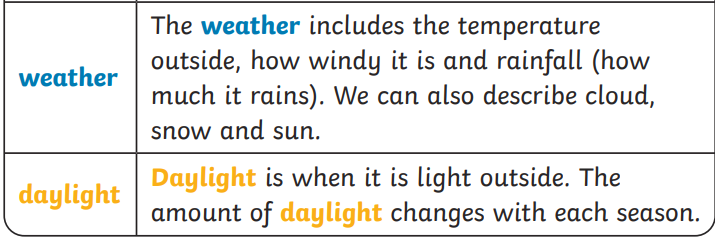 weather
The weather includes the temperature
outside, how windy it is and rainfall (how
much it rains). We can also describe cloud,
snow and sun.
daylight
Daylight is when it is light outside. The
amount of daylight changes with each season.